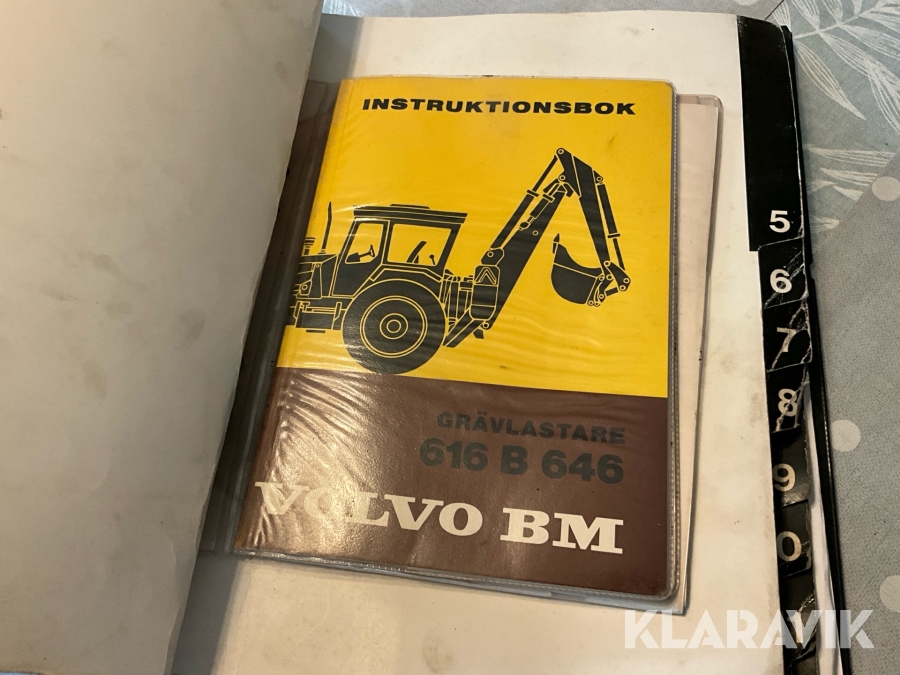 INSTRUKTIONSBOK
GRÄVLASTARE
616 B 646
VOLVO BM
5
6
7
8
9
0
KLARAVIK